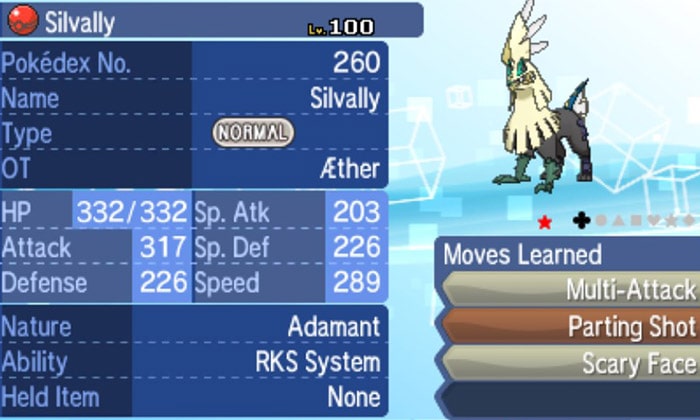 Silvally Lv.100
Pokédex No. 260
Name Silvally
Type NORMAL
OT Æther
HP 332/332 Sp. Atk 203
Attack 317 Sp. Def 226
Defense 226 Speed 289
Nature Adamant
Ability RKS System
Held Item None
Moves Learned
Multi-Attack
Parting Shot
Scary Face